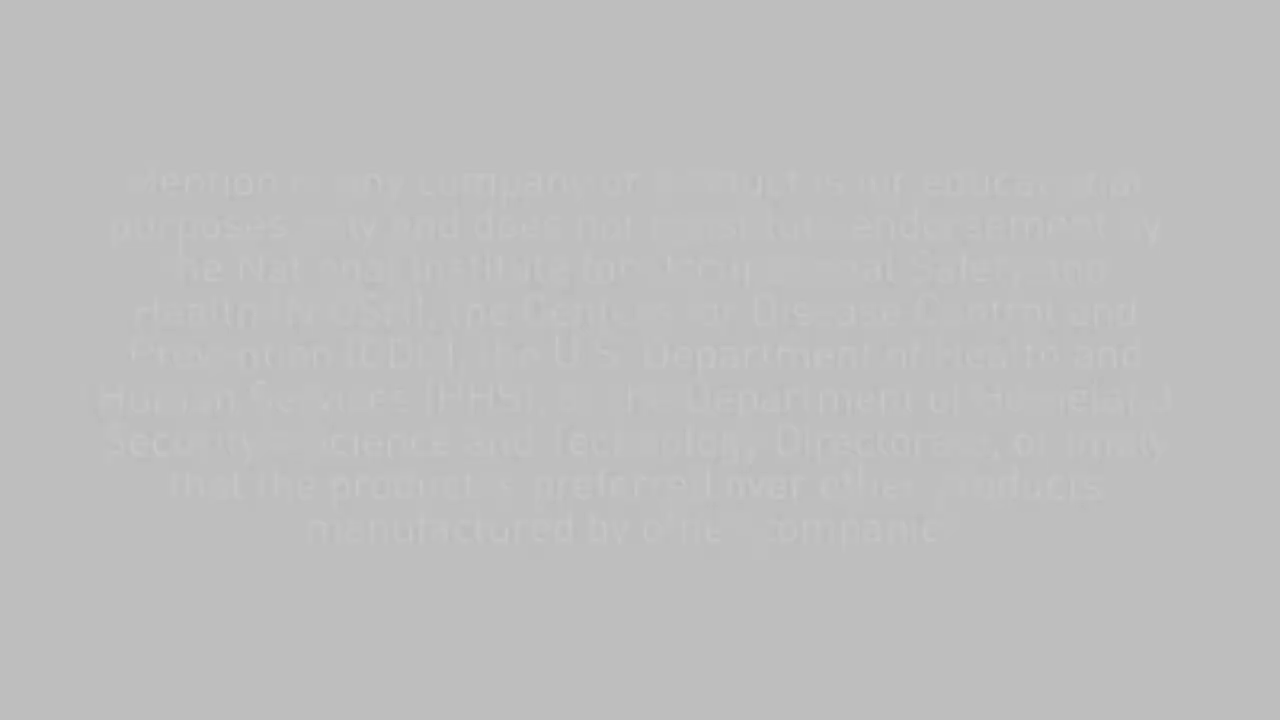 Mention of any company or product is for educational
purposes only and does not constitute endorsement by
the National Institute for Occupational Safety and
Health (NIOSH), the Centers for Disease Control and
Prevention (CDC), the U.S. Department of Health and
Human Services (HHS), or the Department of Homeland
Security - Science and Technology Directorate, or imply
that the product is preferred over other products
manufactured by other companies